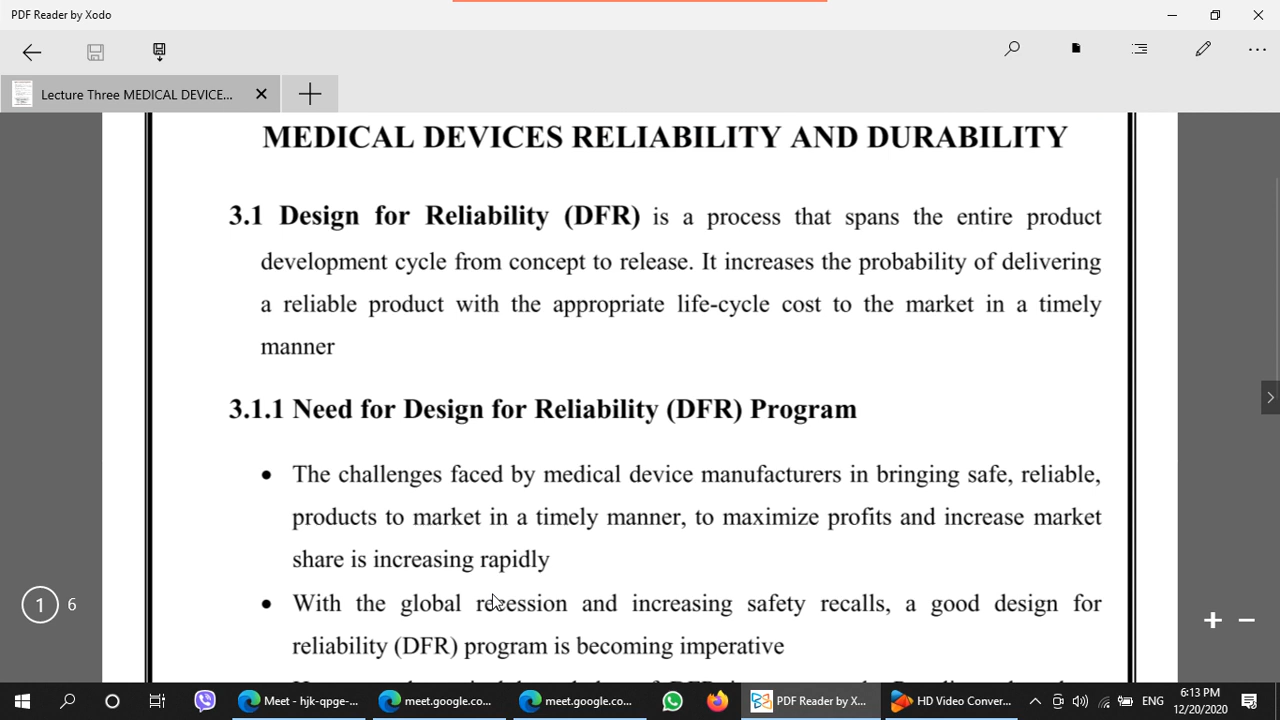 PDF Reader by Xodo
Lecture Three MEDICAL DEVICE...
MEDICAL DEVICES RELIABILITY AND DURABILITY
3.1 Design for Reliability (DFR) is a process that spans the entire product
development cycle from concept to release. It increases the probability of delivering
a reliable product with the appropriate life-cycle cost to the market in a timely
manner
3.1.1 Need for Design for Reliability (DFR) Program
• The challenges faced by medical device manufacturers in bringing safe, reliable,
products to market in a timely manner, to maximize profits and increase market
share is increasing rapidly
• With the global recession and increasing safety recalls, a good design for
reliability (DFR) program is becoming imperative
1 6
Meet - hjk-qpge-...
meet.google.co...
meet.google.co...
PDF Reader by X...
HD Video Conver...
ENG
6:13 PM
12/20/2020